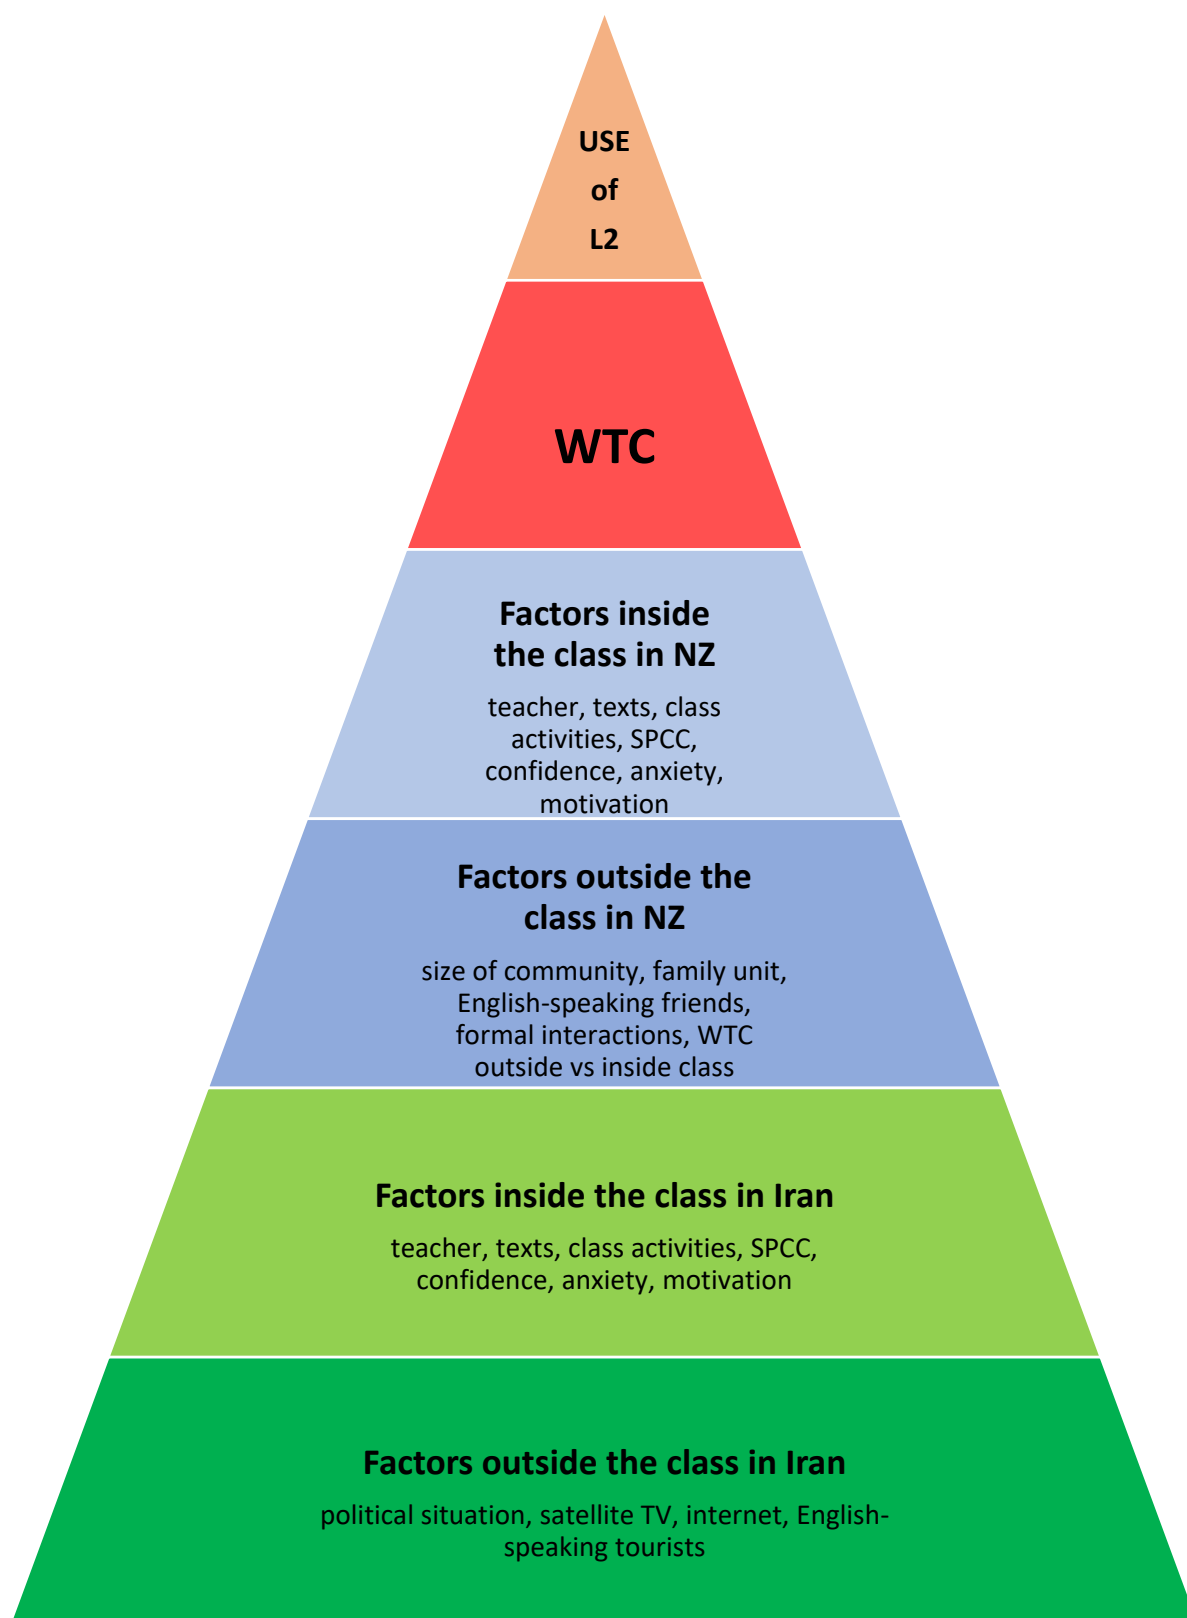 USE
of
L2
WTC
Factors inside
the class in NZ
teacher, texts, class
activities, SPCC,
confidence, anxiety,
motivation
Factors outside the
class in NZ
size of community, family unit,
English-speaking friends,
formal interactions, WTC
outside vs inside class
Factors inside the class in Iran
teacher, texts, class activities, SPCC,
confidence, anxiety, motivation
Factors outside the class in Iran
political situation, satellite TV, internet, English-
speaking tourists